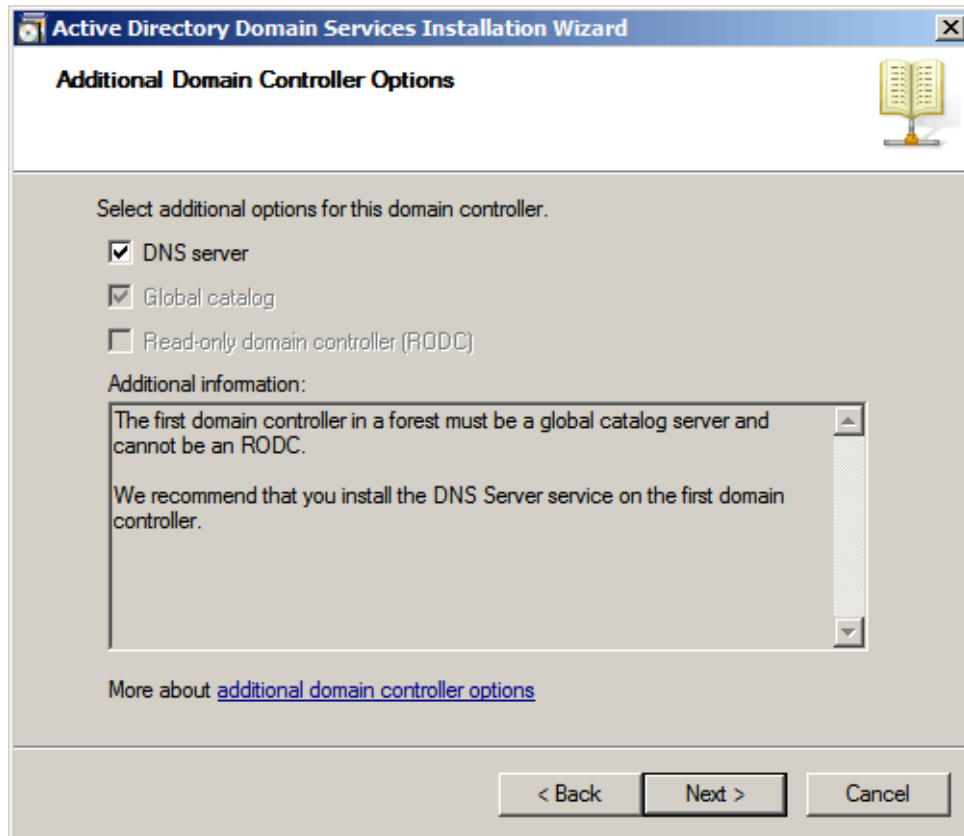 Active Directory Domain Services Installation Wizard
Additional Domain Controller Options
Select additional options for this domain controller.
DNS server
Global catalog
Read-only domain controller (RODC)
Additional information:
The first domain controller in a forest must be a global catalog server and
cannot be an RODC.
We recommend that you install the DNS Server service on the first domain
controller.
More about additional domain controller options
< Back
Next >
Cancel